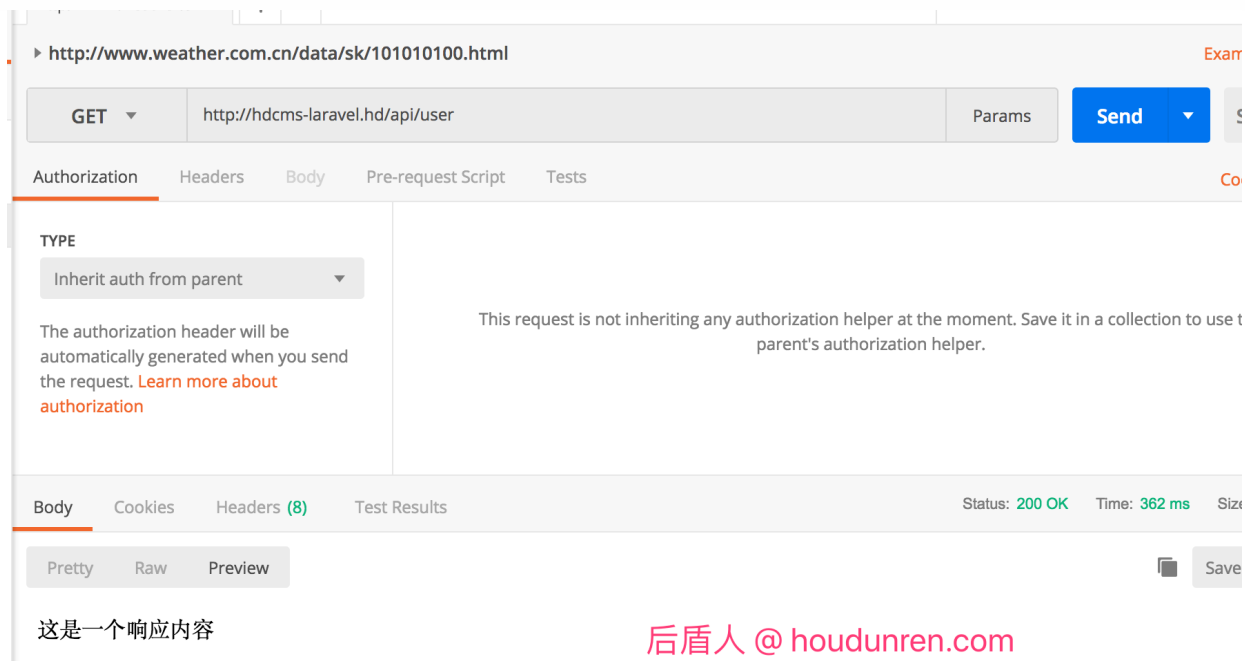 http://www.weather.com.cn/data/sk/101010100.html
GET http://hdcms-laravel.hd/api/user Params Send
Authorization Headers Body Pre-request Script Tests
TYPE
Inherit auth from parent
The authorization header will be
automatically generated when you send
the request. Learn more about
authorization
This request is not inheriting any authorization helper at the moment. Save it in a collection to use
parent's authorization helper.
Body Cookies Headers (8) Test Results Status: 200 OK Time: 362 ms
Pretty Raw Preview Save
这是一个响应内容
后盾人 @ houdunren.com